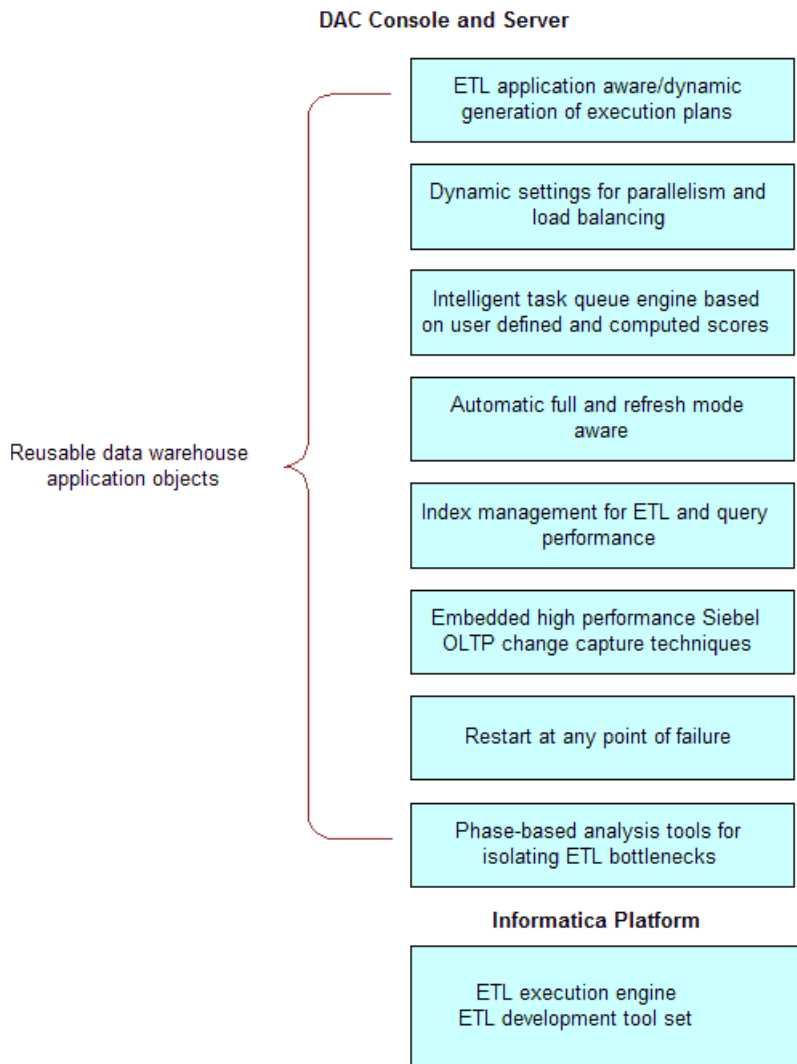 DAC Console and Server
ETL application aware/dynamic
generation of execution plans
Dynamic settings for parallelism and
load balancing
Intelligent task queue engine based
on user defined and computed scores
Automatic full and refresh mode
aware
Reusable data warehouse
application objects
Index management for ETL and query
performance
Embedded high performance Siebel
OLTP change capture techniques
Restart at any point of failure
Phase-based analysis tools for
isolating ETL bottlenecks
Informatica Platform
ETL execution engine
ETL development tool set